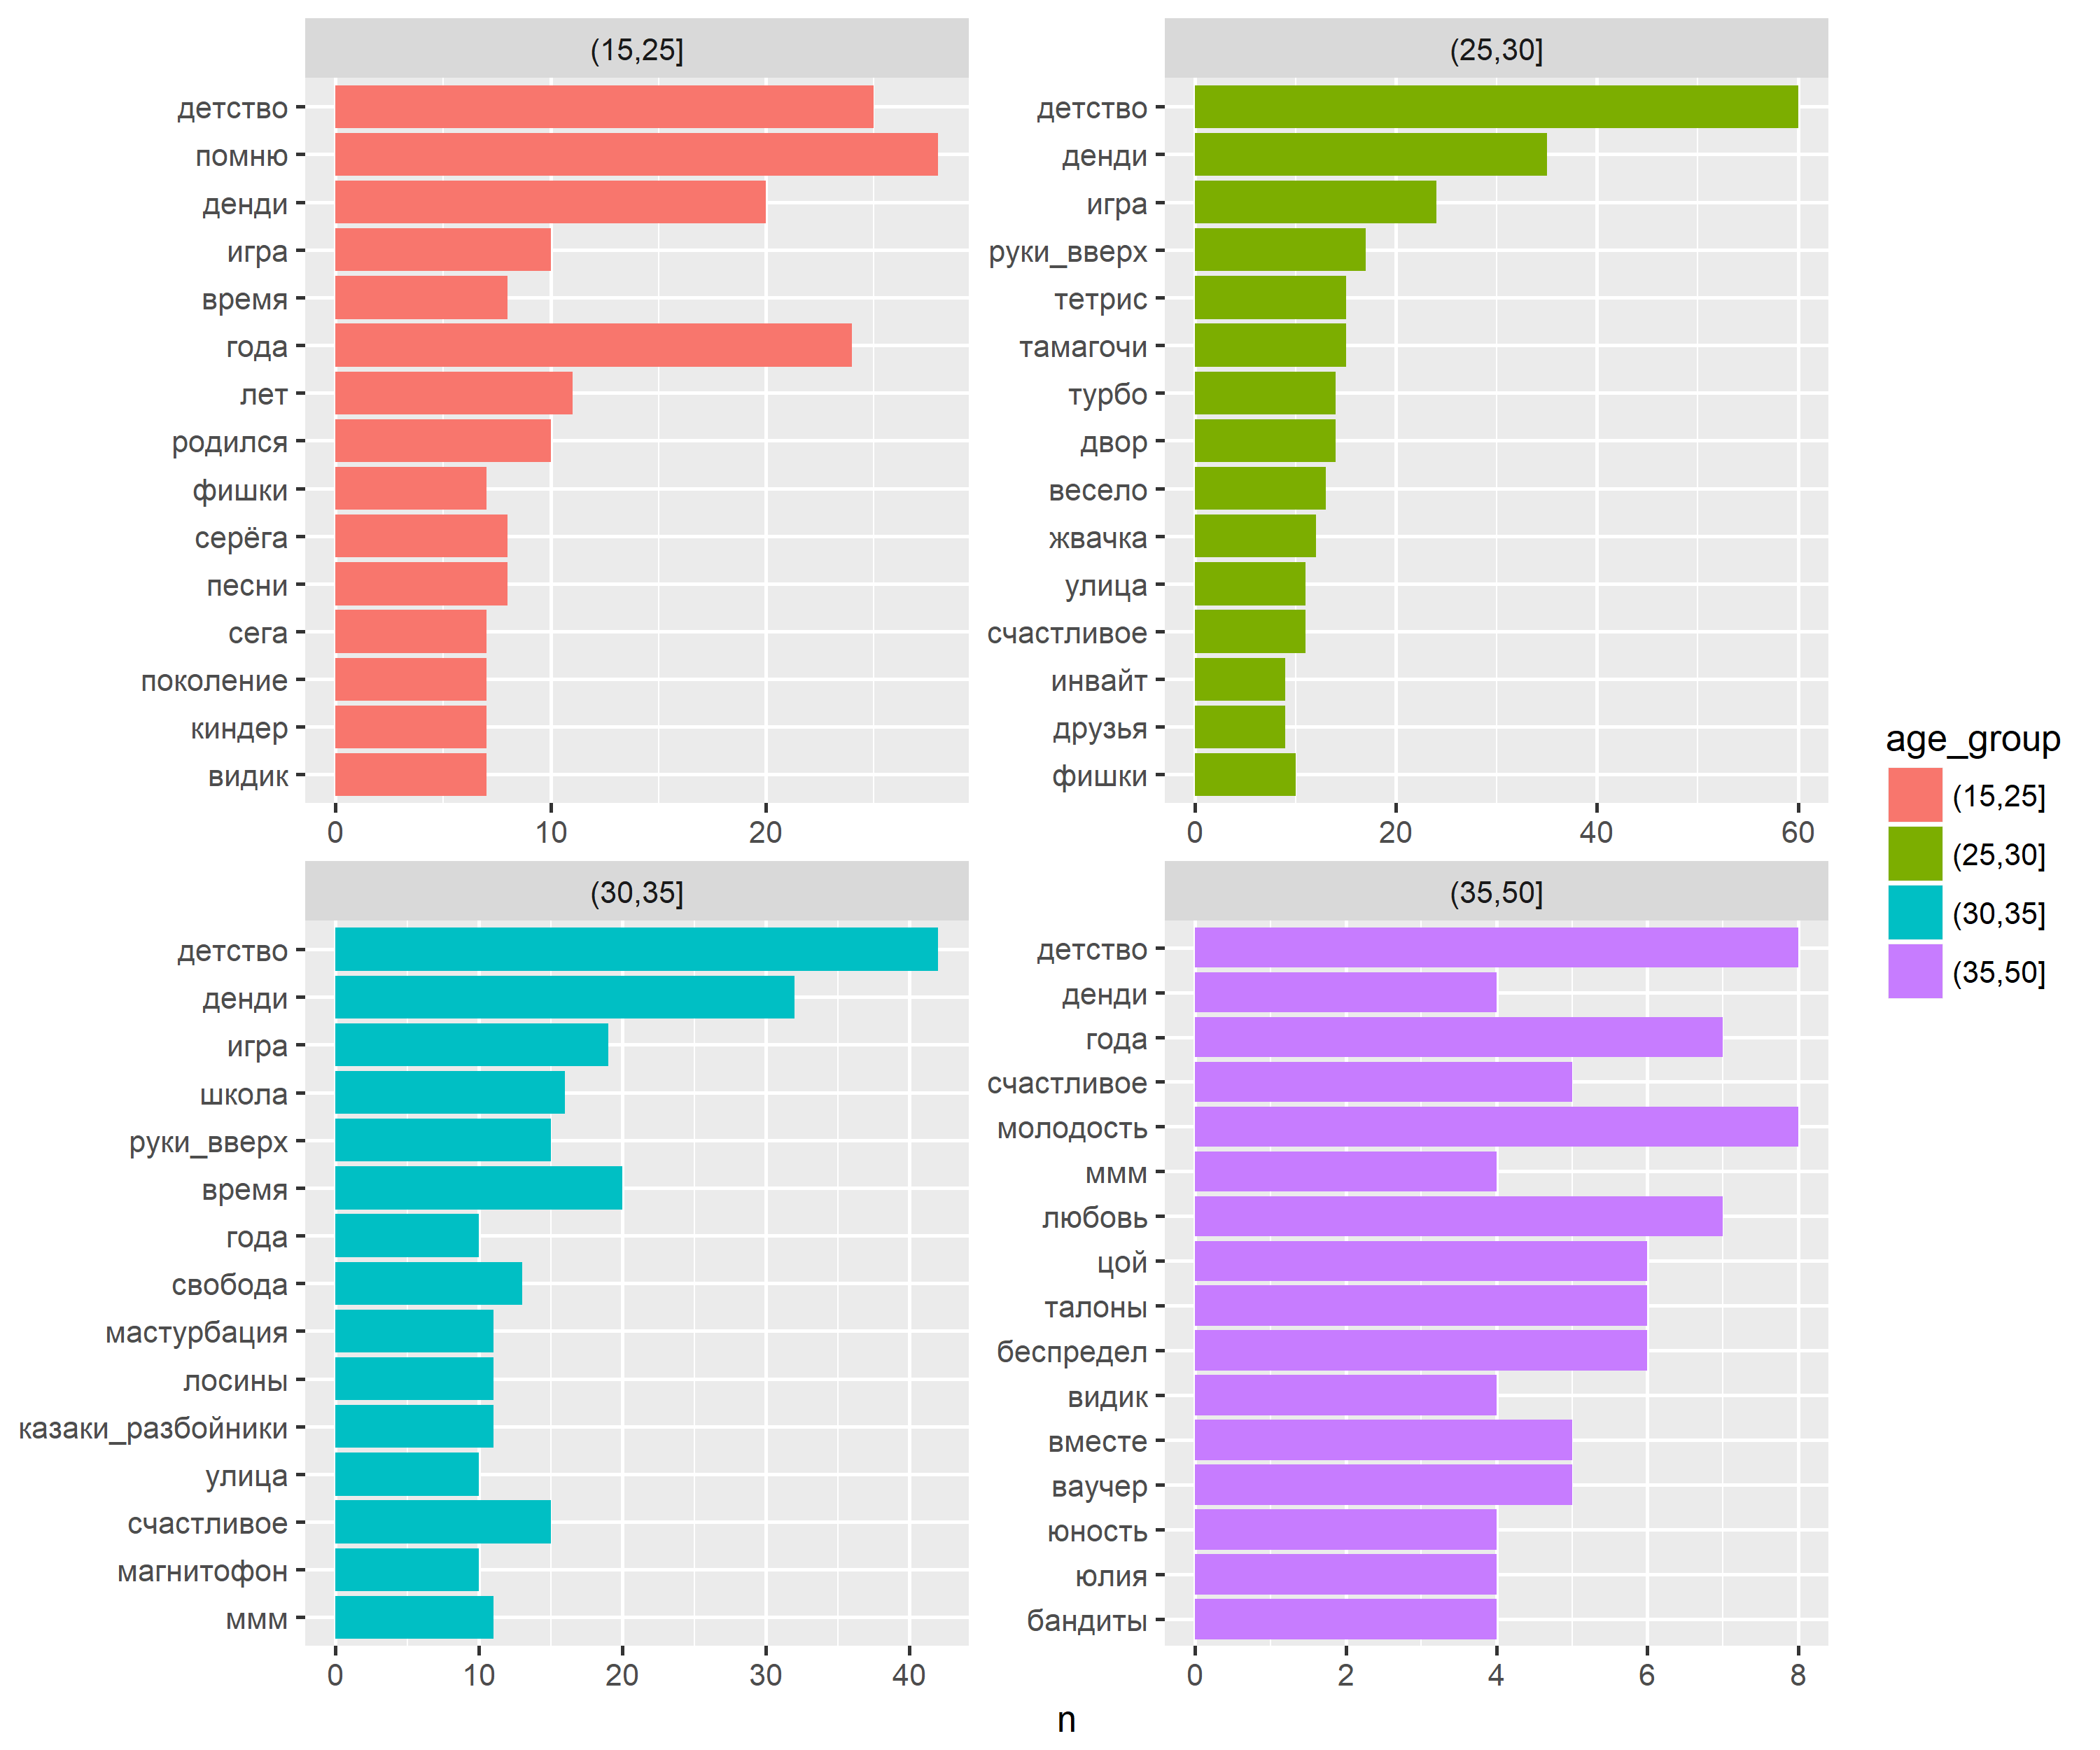 (15,25]
детство
помню
денди
игра
время
года
лет
родился
фишки
серёга
песни
сега
поколение
киндер
видик
0 10 20
(25,30]
детство
денди
игра
руки_вверх
тетрис
тамагочи
турбо
двор
весело
жвачка
улица
счастливое
инвайт
друзья
фишки
0 20 40 60
(30,35]
детство
денди
игра
школа
руки_вверх
время
года
свобода
мастурбация
лосины
казаки_разбойники
улица
счастливое
магнитофон
ммм
0 10 20 30 40
(35,50]
детство
денди
года
счастливое
молодость
ммм
любовь
цой
талоны
беспредел
видик
вместе
ваучер
юность
юлия
бандиты
0 2 4 6 8
n
age_group
(15,25]
(25,30]
(30,35]
(35,50]